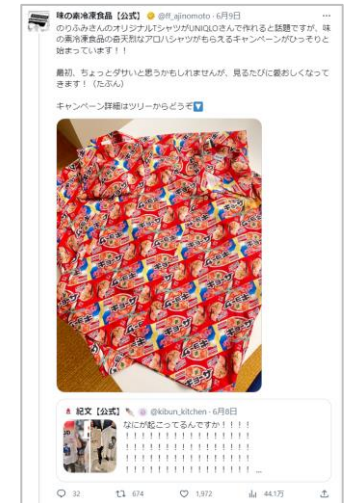 味の素冷凍食品【公式】 @ff_ajinomoto・6月9日
のりふみさんのオリジナルTシャツがUNIQLOさんで作れると話題ですが、味
の素冷凍食品の奇天烈なアロハシャツがもらえるキャンペーンがひっそりと
始まっています！！
最初、ちょっとダサいと思うかもしれませんが、見るたびに愛おしくなって
きます！（たぶん）
キャンペーン詳細はツリーからどうぞ
ギョーザ
紀文【公式】 @kibun_kitchen・6月8日
なにが起こってるんですか！！！！
！！！！！！！！！！！！！！！！
！！！！！！！！！！！！！！！！
！！！！！！！！！！！！！！！！
！！！！！！！！！！！！！！！！ ...
32 674 1,972 44.1万